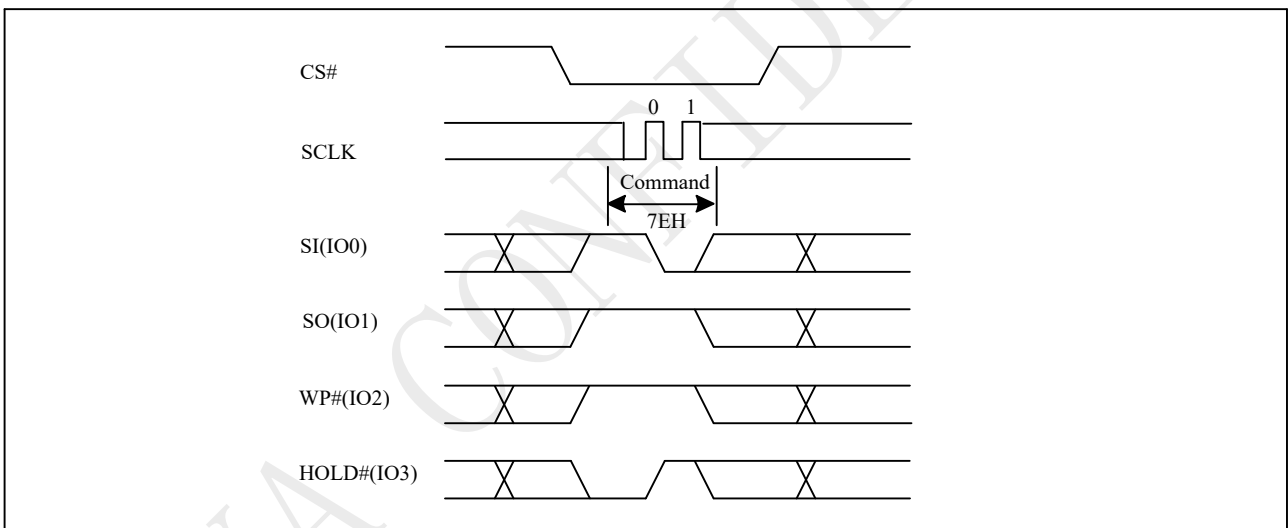 CS#
0 1
SCLK
Command
7EH
SI(IO0)
SO(IO1)
WP#(IO2)
HOLD#(IO3)